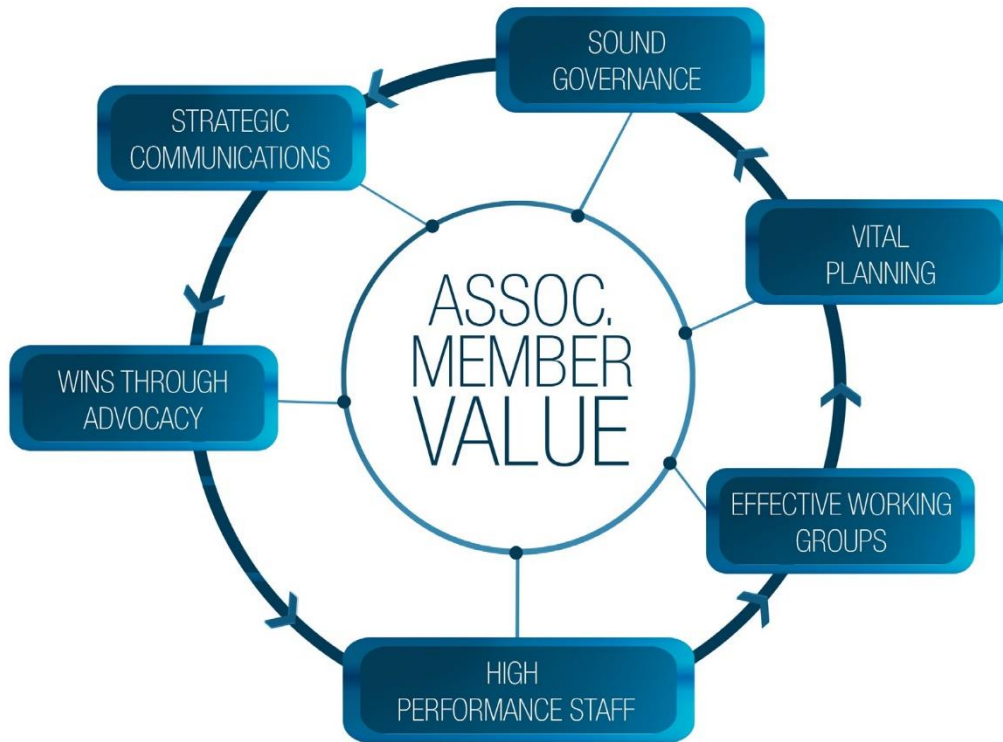 SOUND
GOVERNANCE
STRATEGIC
COMMUNICATIONS
VITAL
PLANNING
ASSOC.
MEMBER
VALUE
WINS THROUGH
ADVOCACY
EFFECTIVE WORKING
GROUPS
HIGH
PERFORMANCE STAFF